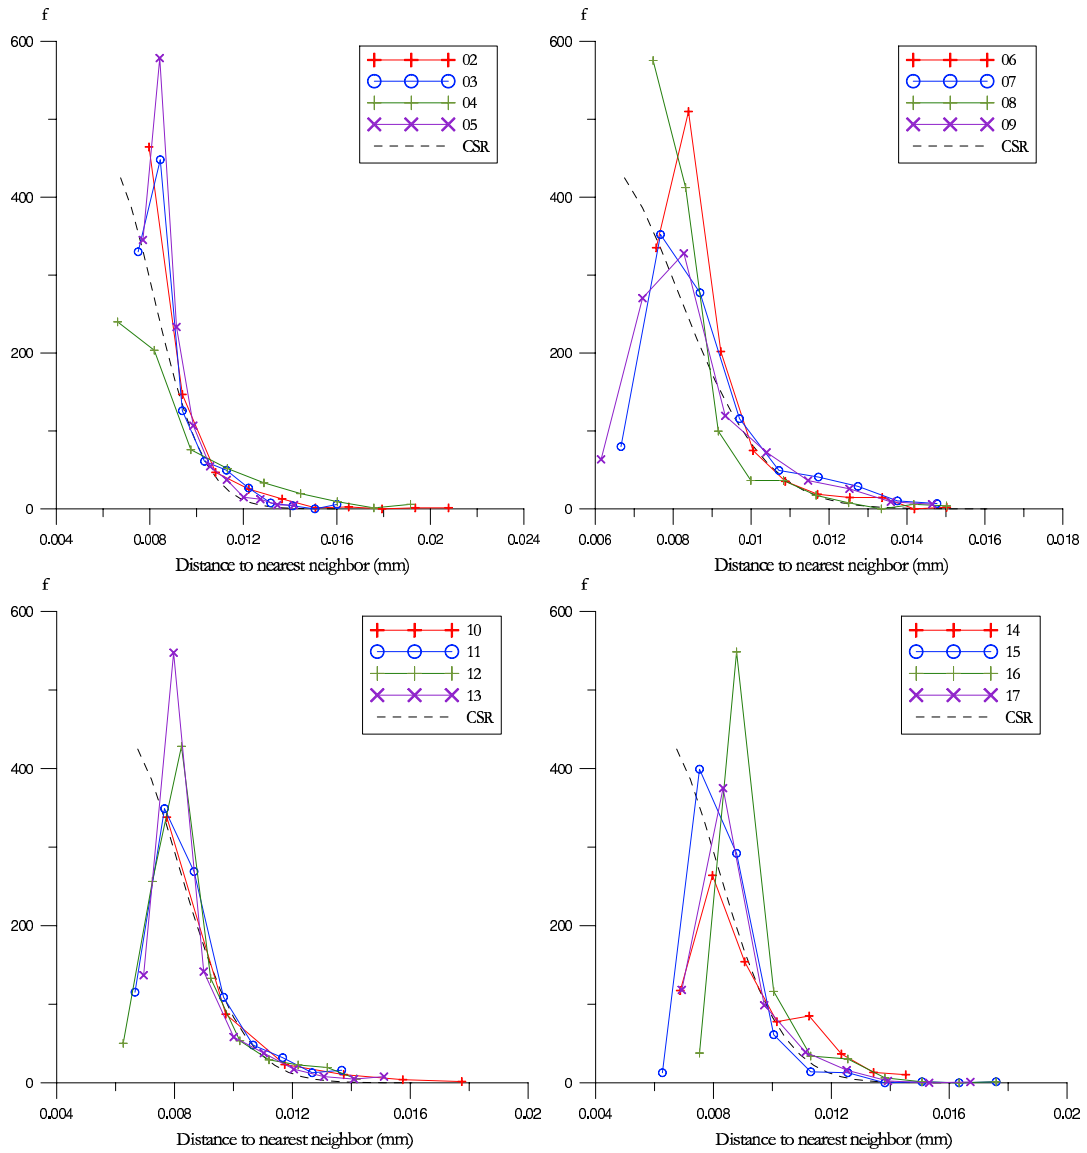 f
600
400
200
0
0.004 0.008 0.012 0.016 0.02 0.024
Distance to nearest neighbor (mm)
02
03
04
05
CSR
f
600
400
200
0
0.006 0.008 0.01 0.012 0.014 0.016 0.018
Distance to nearest neighbor (mm)
06
07
08
09
CSR
f
600
400
200
0
0.004 0.008 0.012 0.016 0.02
Distance to nearest neighbor (mm)
10
11
12
13
CSR
f
600
400
200
0
0.004 0.008 0.012 0.016 0.02
Distance to nearest neighbor (mm)
14
15
16
17
CSR